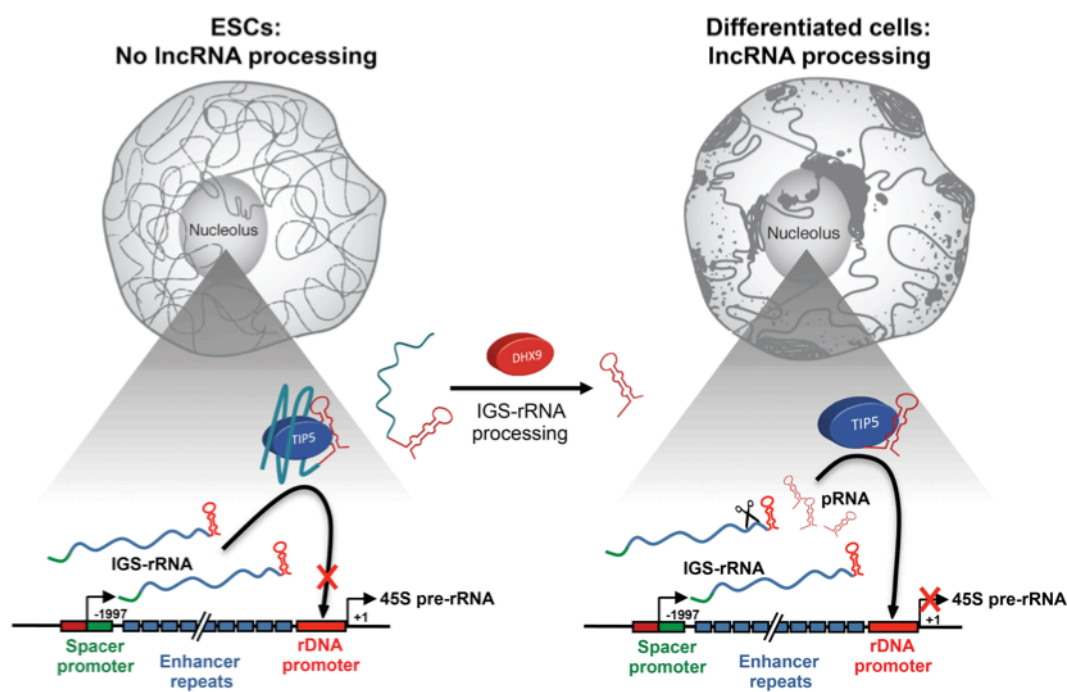 ESCs:
No lncRNA processing
Differentiated cells:
lncRNA processing
Nucleolus
Nucleolus
DHX9
IGS-rRNA
processing
TIP5
TIP5
pRNA
IGS-rRNA
-1997
45S pre-rRNA
+1
Spacer
promoter
Enhancer
repeats
rDNA
promoter
IGS-rRNA
-1997
45S pre-rRNA
+1
Spacer
promoter
Enhancer
repeats
rDNA
promoter